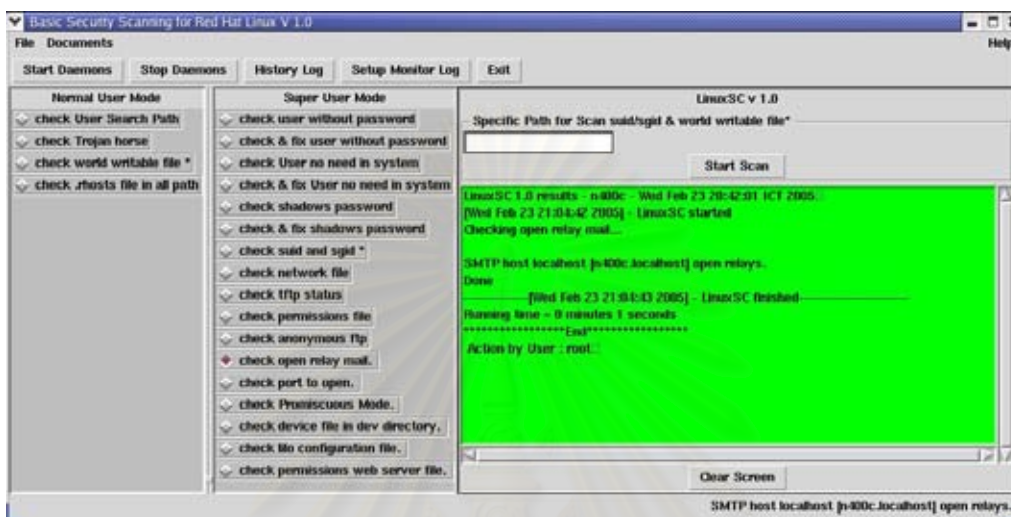 Basic Security Scanning for Red Hat Linux V 1.0
File Documents Help
Start Daemons Stop Daemons History Log Setup Monitor Log Exit
Normal User Mode
check User Search Path
check Trojan horse
check world writable file *
check .rhosts file in all path
Super User Mode
check user without password
check & fix user without password
check User no need in system
check & fix User no need in system
check shadows password
check & fix shadows password
check suid and sgid *
check network file
check tftp status
check permissions file
check anonymous ftp
check open relay mail.
check port to open.
check Promiscuous Mode.
check device file in dev directory.
check lilo configuration file.
check permissions web server file.
LinuxSC v 1.0
Specific Path for Scan suid/sgid & world writable file*
Start Scan
LinuxSC 1.0 results - n400c - Wed Feb 23 20:42:01 ICT 2005
[Wed Feb 23 21:04:42 2005] - LinuxSC started
Checking open relay mail...
SMTP host localhost [n400c.localhost] open relays.
Done
---------------[Wed Feb 23 21:04:43 2005] - LinuxSC finished-------------------------
Running time = 0 minutes 1 seconds
******************End*****************
Action by User : root.
Clear Screen
SMTP host localhost [n400c.localhost] open relays.